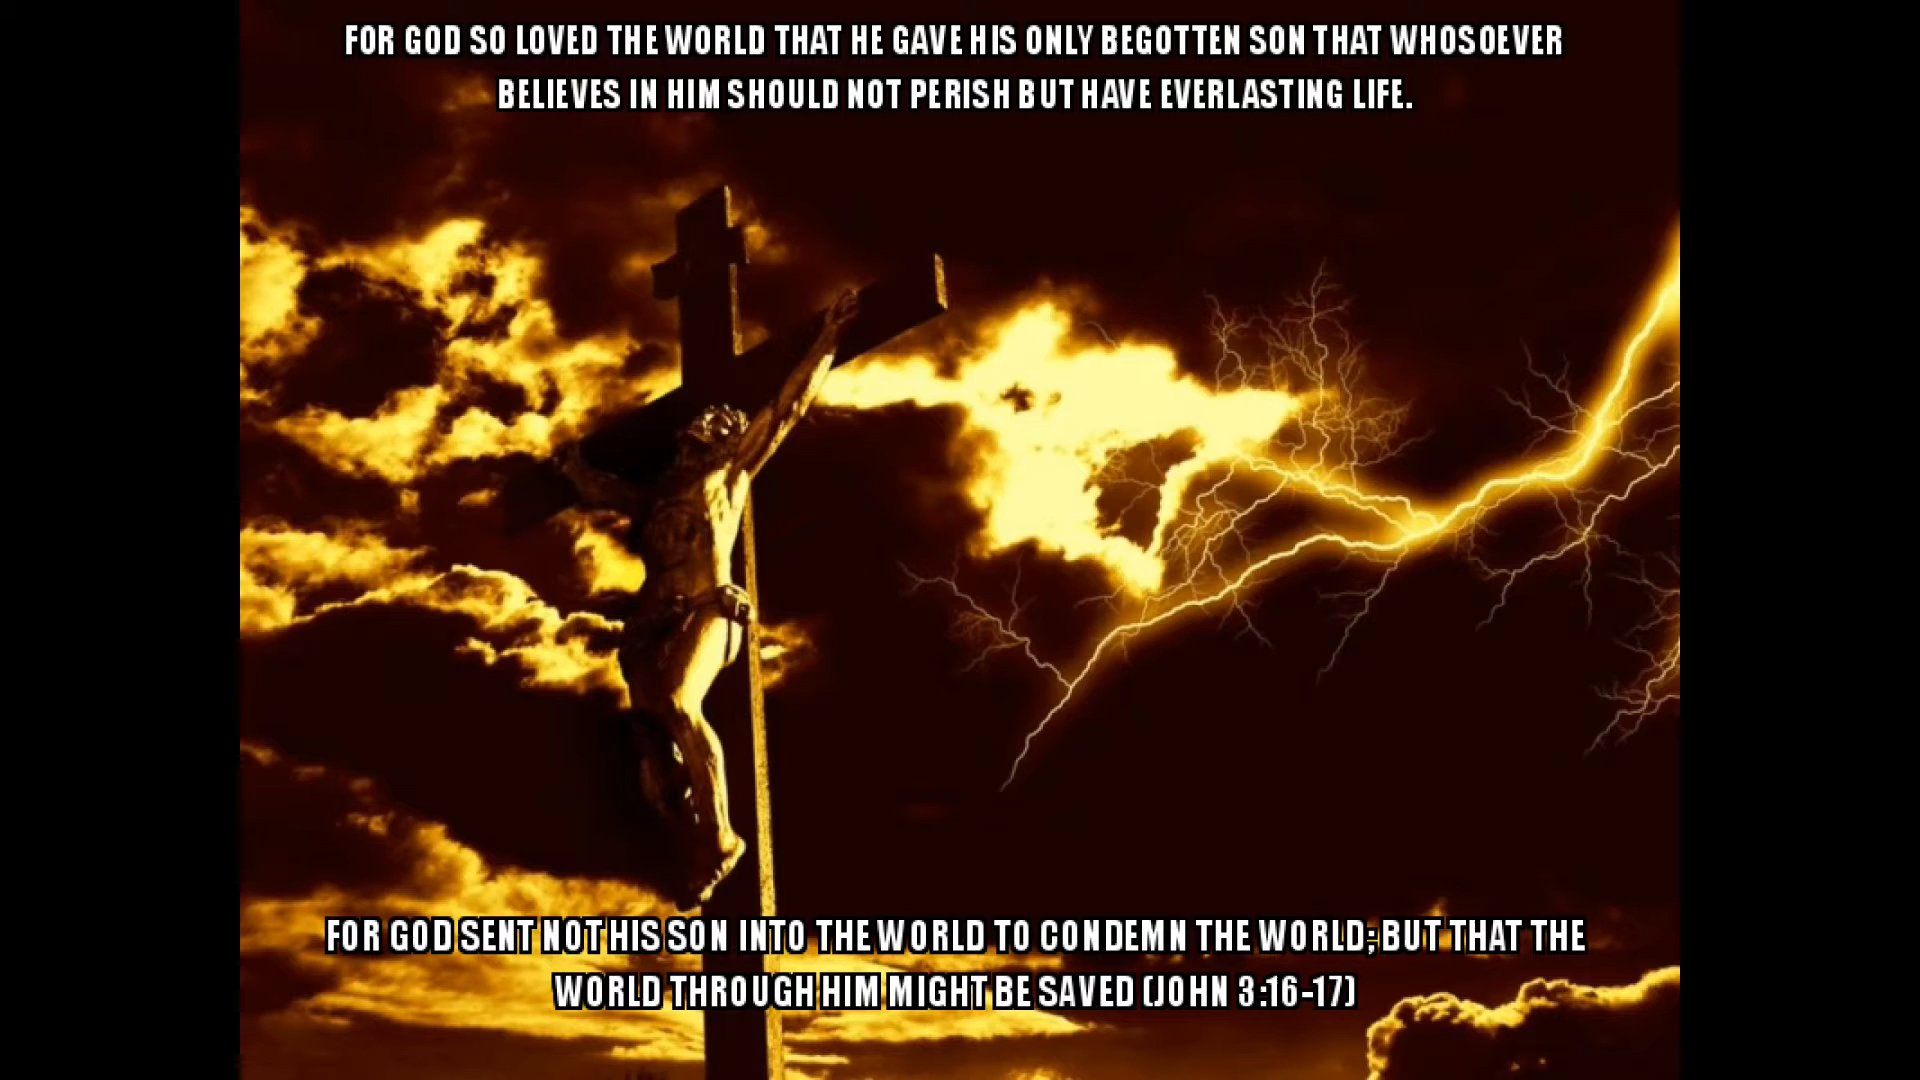 FOR GOD SO LOVED THE WORLD THAT HE GAVE HIS ONLY BEGOTTEN SON THAT WHOSOEVER
BELIEVES IN HIM SHOULD NOT PERISH BUT HAVE EVERLASTING LIFE.
FOR GOD SENT NOT HIS SON INTO THE WORLD TO CONDEMN THE WORLD; BUT THAT THE
WORLD THROUGH HIM MIGHT BE SAVED (JOHN 3:16-17)